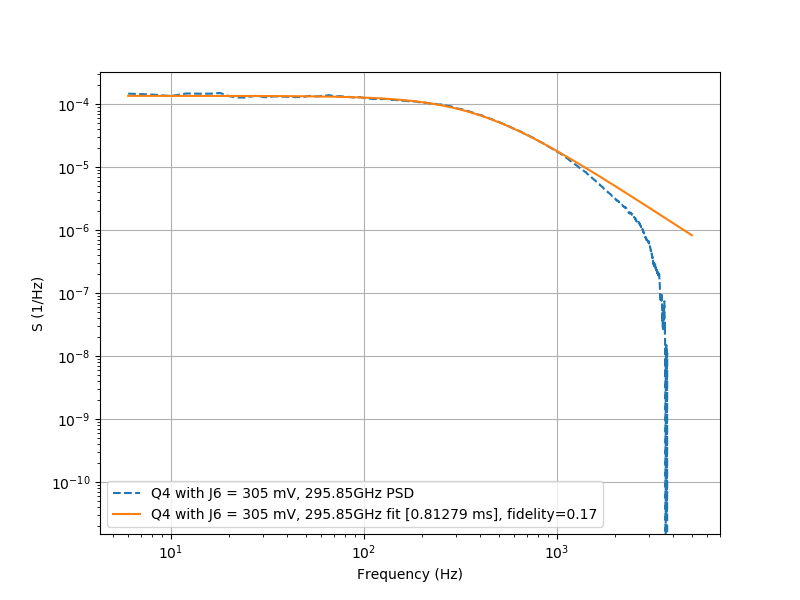 10⁻⁴
10⁻⁵
10⁻⁶
10⁻⁷
10⁻⁸
10⁻⁹
10⁻¹⁰
S (1/Hz)
Q4 with J6 = 305 mV, 295.85GHz PSD
Q4 with J6 = 305 mV, 295.85GHz fit [0.81279 ms], fidelity=0.17
10¹ 10² 10³
Frequency (Hz)